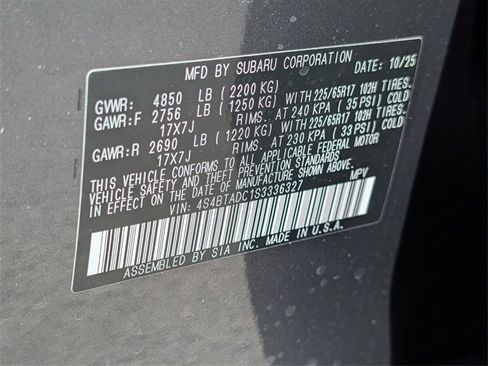 MFD BY SUBARU CORPORATION DATE: 10/25
GVWR: 4850 LB (2200 KG)
GAWR:F 2756 LB (1250 KG) WITH 225/65R17 102H TIRES,
17X7J RIMS, AT 240 KPA (35 PSI) COLD
GAWR:R 2690 LB (1220 KG) WITH 225/65R17 102H TIRES,
17X7J RIMS, AT 230 KPA (33 PSI) COLD
THIS VEHICLE CONFORMS TO ALL APPLICABLE FEDERAL MOTOR
VEHICLE SAFETY AND THEFT PREVENTION STANDARDS
IN EFFECT ON THE DATE OF MANUFACTURE SHOWN ABOVE.
VIN: 4S4BTADC1S3336327 MPV
ASSEMBLED BY SIA INC. MADE IN U.S.A.